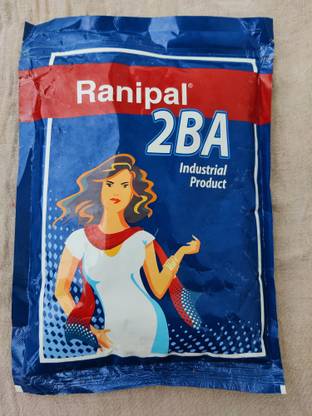 Ranipal®
2BA
Industrial
Product